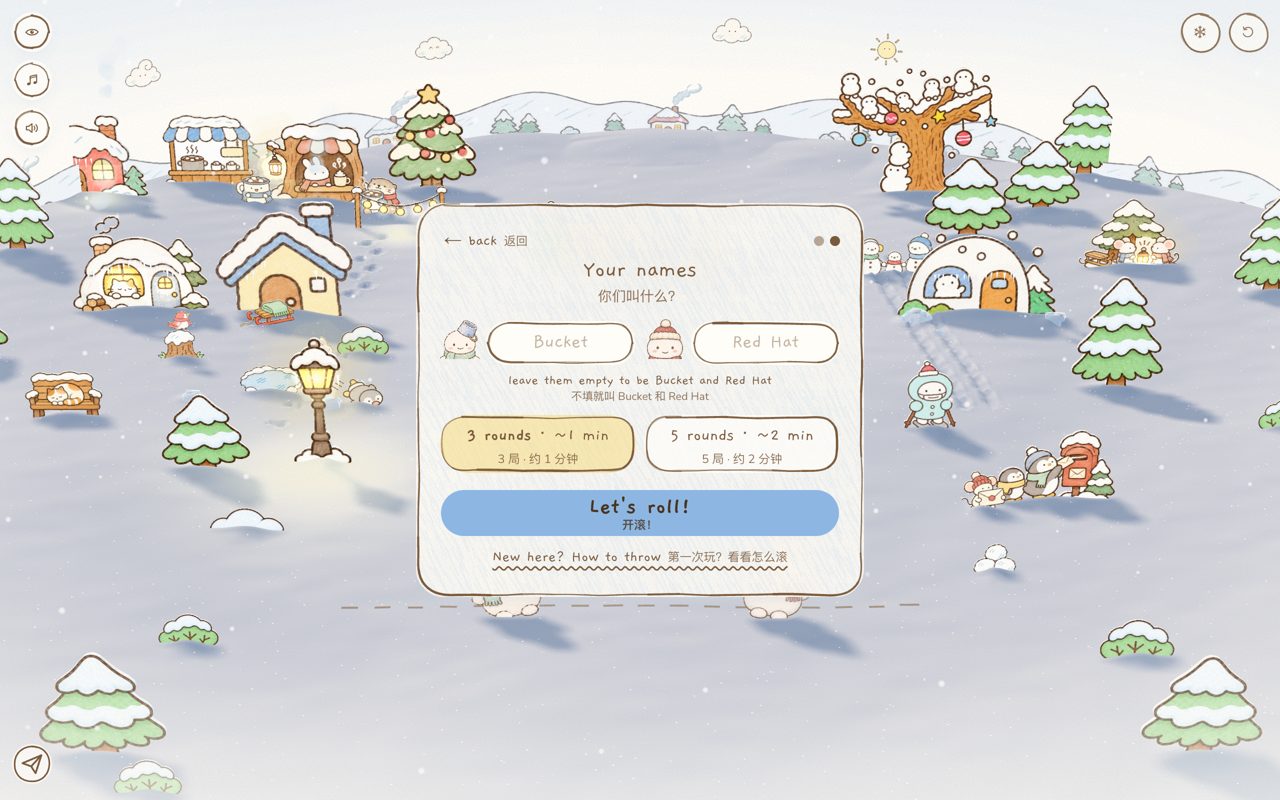 ← back 返回
Your names
你们叫什么?
Bucket
Red Hat
leave them empty to be Bucket and Red Hat
不填就叫 Bucket 和 Red Hat
3 rounds · ~1 min
3 局 · 约 1 分钟
5 rounds · ~2 min
5 局 · 约 2 分钟
Let's roll!
开滚!
New here? How to throw 第一次玩? 看看怎么滚